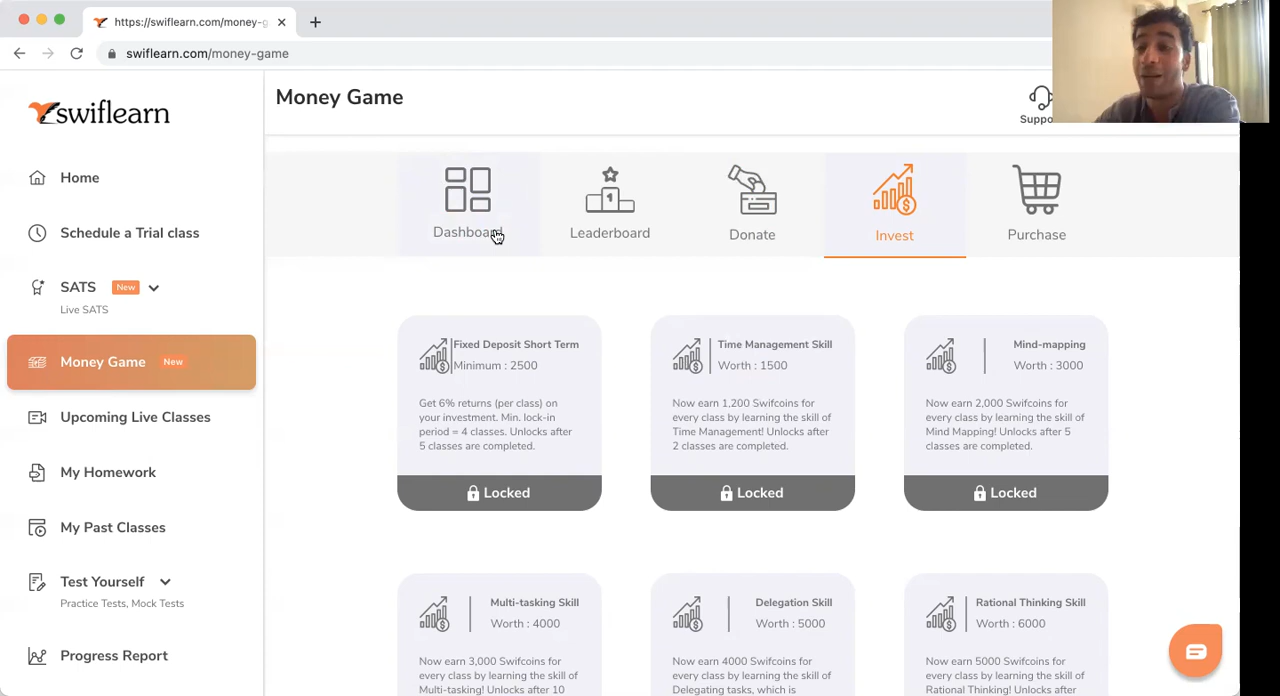 https://swiflearn.com/money-g
swiflearn.com/money-game
swiflearn
Money Game
Home
Schedule a Trial class
SATS New
Live SATS
Money Game New
Upcoming Live Classes
My Homework
My Past Classes
Test Yourself
Practice Tests, Mock Tests
Progress Report
Dashboard
Leaderboard
Donate
Invest
Purchase
Fixed Deposit Short Term
Minimum : 2500
Get 6% returns (per class) on
your investment. Min. lock-in
period = 4 classes. Unlocks after
5 classes are completed.
Locked
Time Management Skill
Worth : 1500
Now earn 1,200 Swifcoins for
every class by learning the skill of
Time Management! Unlocks after
2 classes are completed.
Locked
Mind-mapping
Worth : 3000
Now earn 2,000 Swifcoins for
every class by learning the skill of
Mind Mapping! Unlocks after 5
classes are completed.
Locked
Multi-tasking Skill
Worth : 4000
Now earn 3,000 Swifcoins for
every class by learning the skill of
Multi-tasking! Unlocks after 10
Delegation Skill
Worth : 5000
Now earn 4000 Swifcoins for
every class by learning the skill of
Delegating tasks, which is
Rational Thinking Skill
Worth : 6000
Now earn 5000 Swifcoins for
every class by learning the skill of
Rational Thinking! Unlocks after